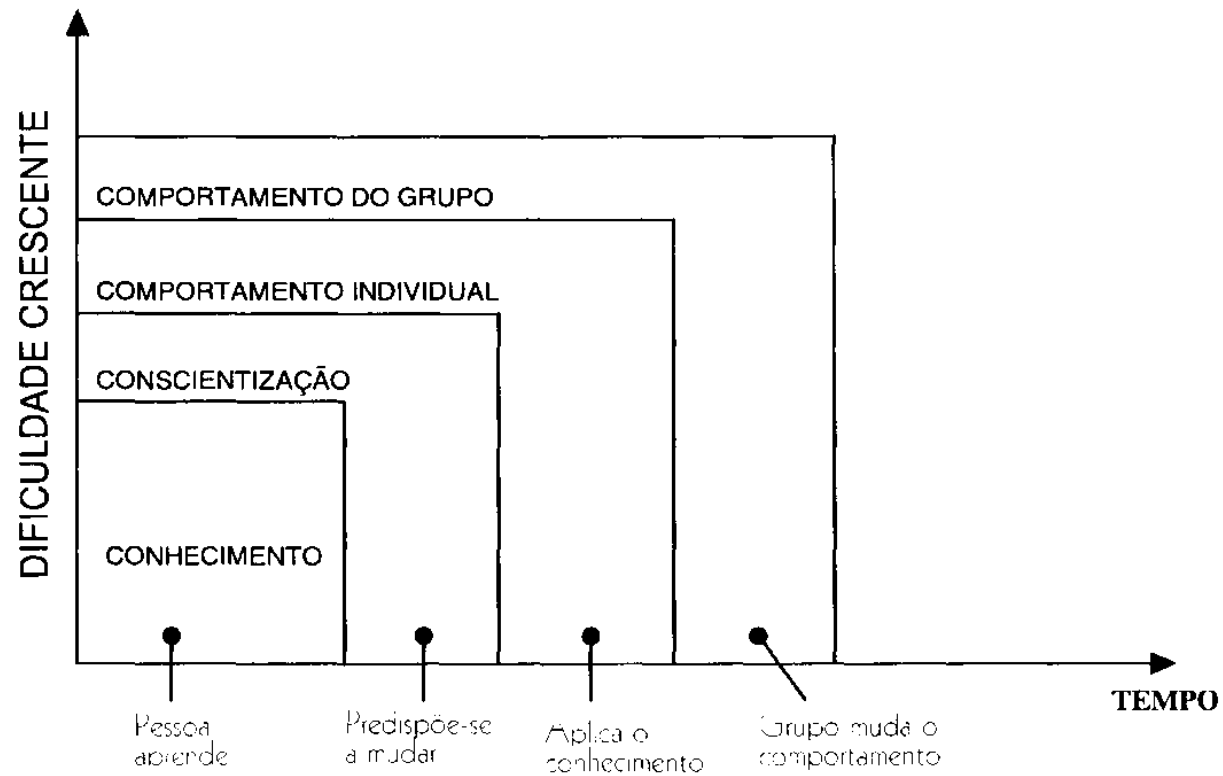 DIFICULDADE CRESCENTE
COMPORTAMENTO DO GRUPO
COMPORTAMENTO INDIVIDUAL
CONSCIENTIZAÇÃO
CONHECIMENTO
TEMPO
Pessoa
aprende
Predispõe-se
a mudar
Aplica o
conhecimento
Grupo muda o
comportamento